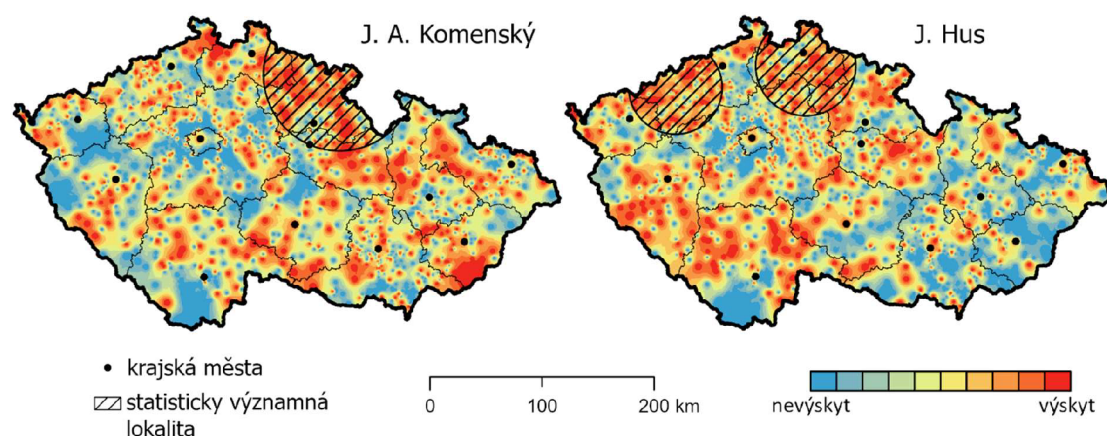 J. A. Komenský
J. Hus
krajská města
statisticky významná
lokalita
0 100 200 km
nevýskyt výskyt